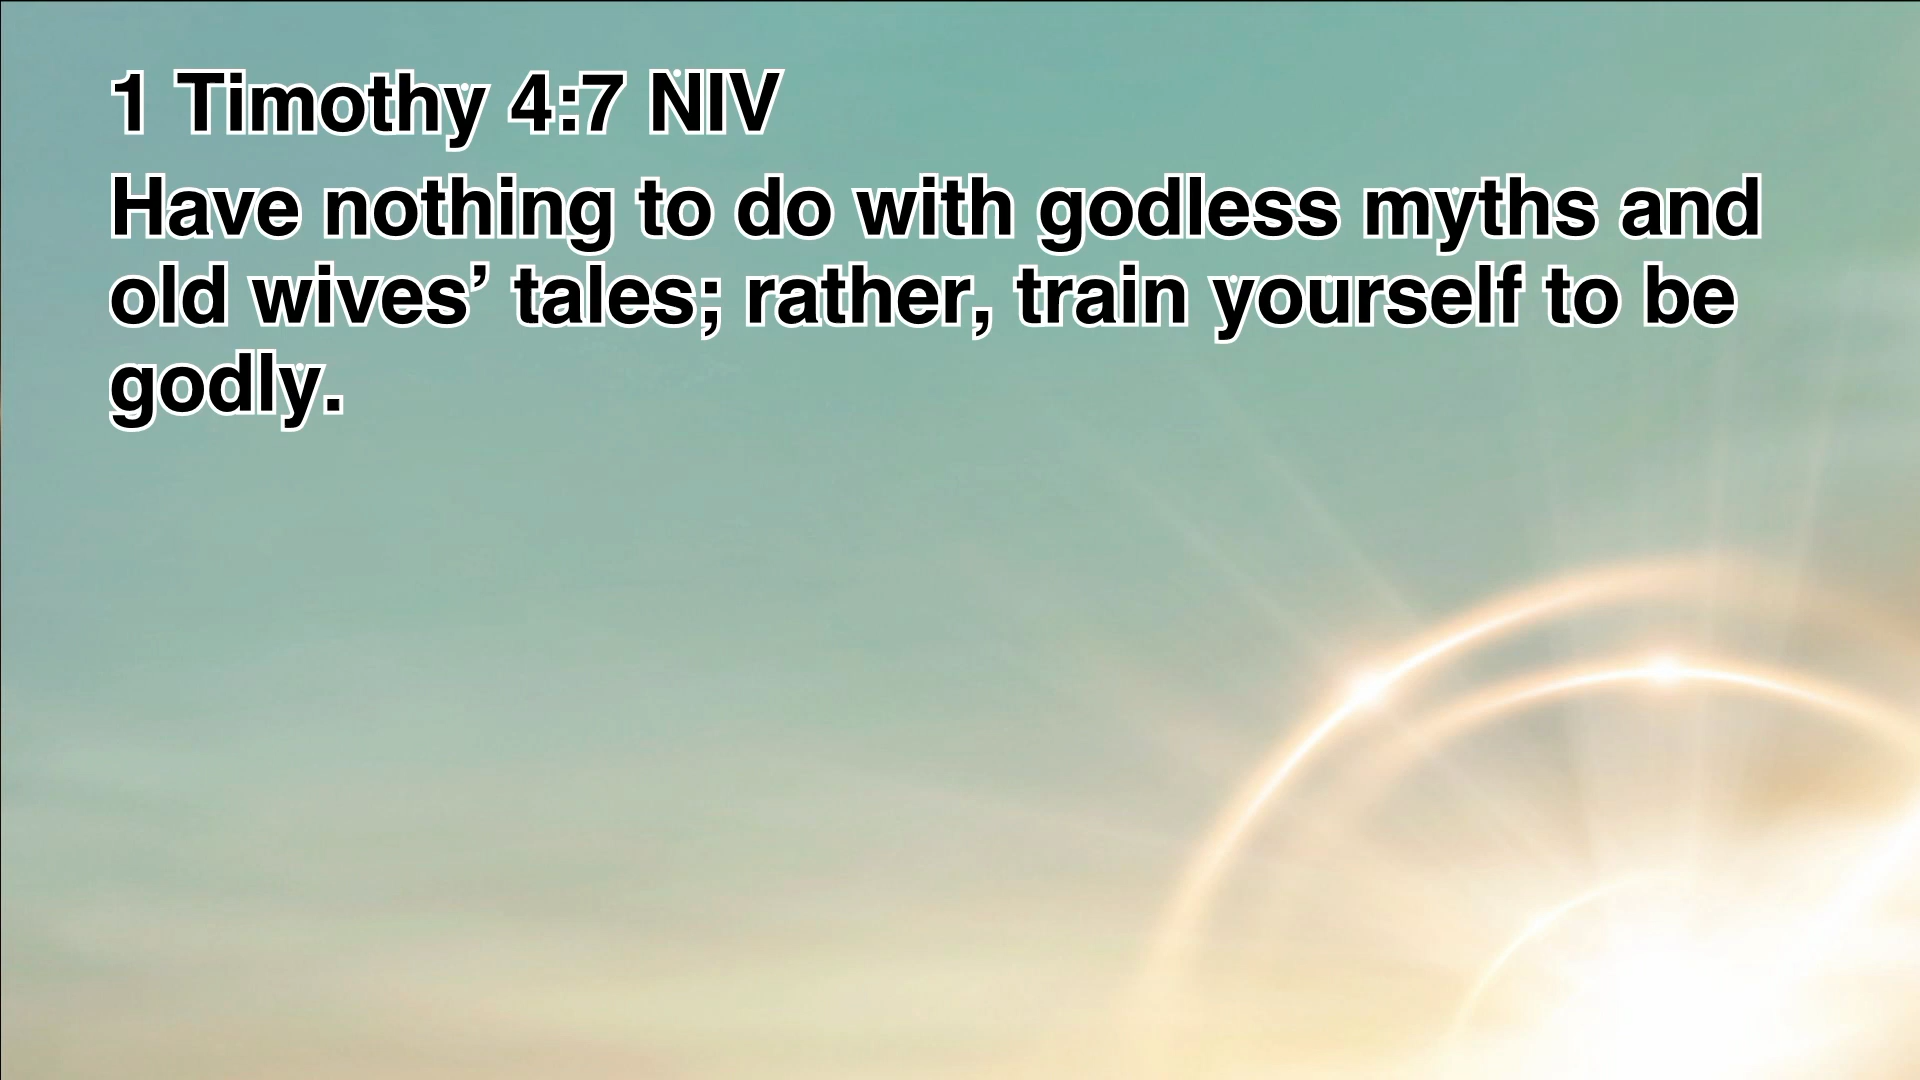 1 Timothy 4:7 NIV
Have nothing to do with godless myths and
old wives’ tales; rather, train yourself to be
godly.